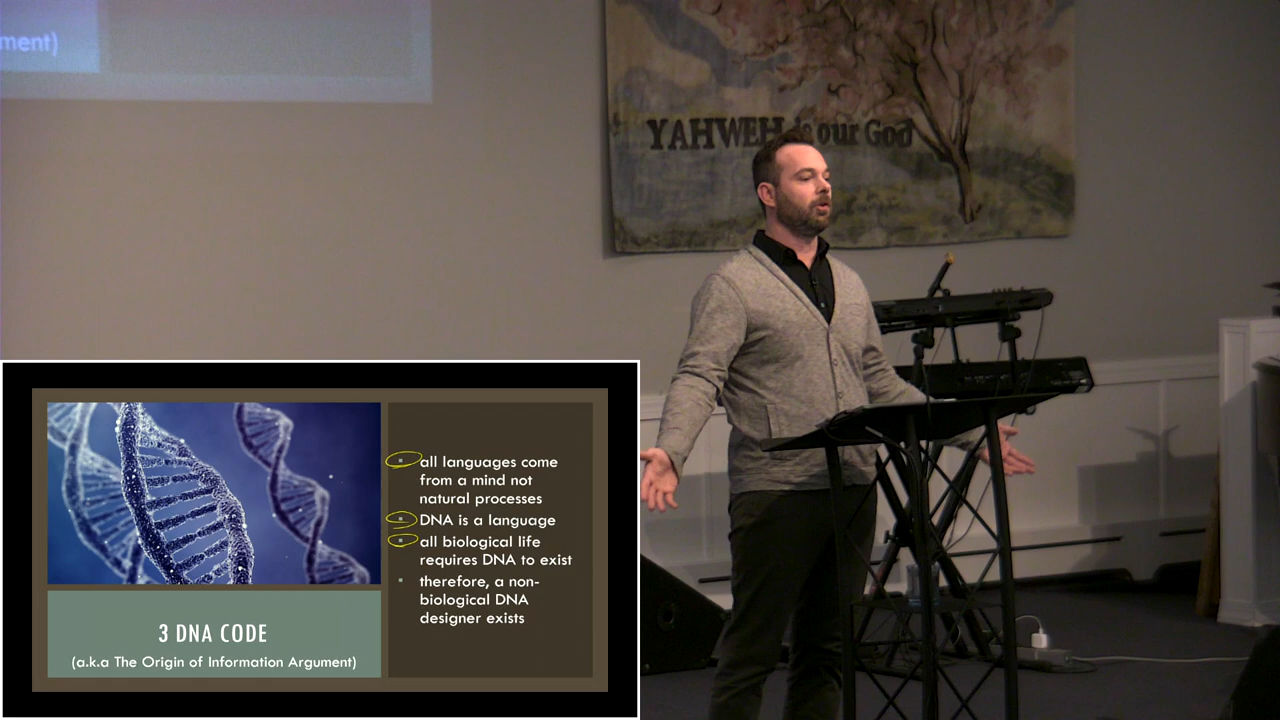 ment)
YAHWEH is our God
all languages come
from a mind not
natural processes
DNA is a language
all biological life
requires DNA to exist
therefore, a non-
biological DNA
designer exists
3 DNA CODE
(a.k.a The Origin of Information Argument)